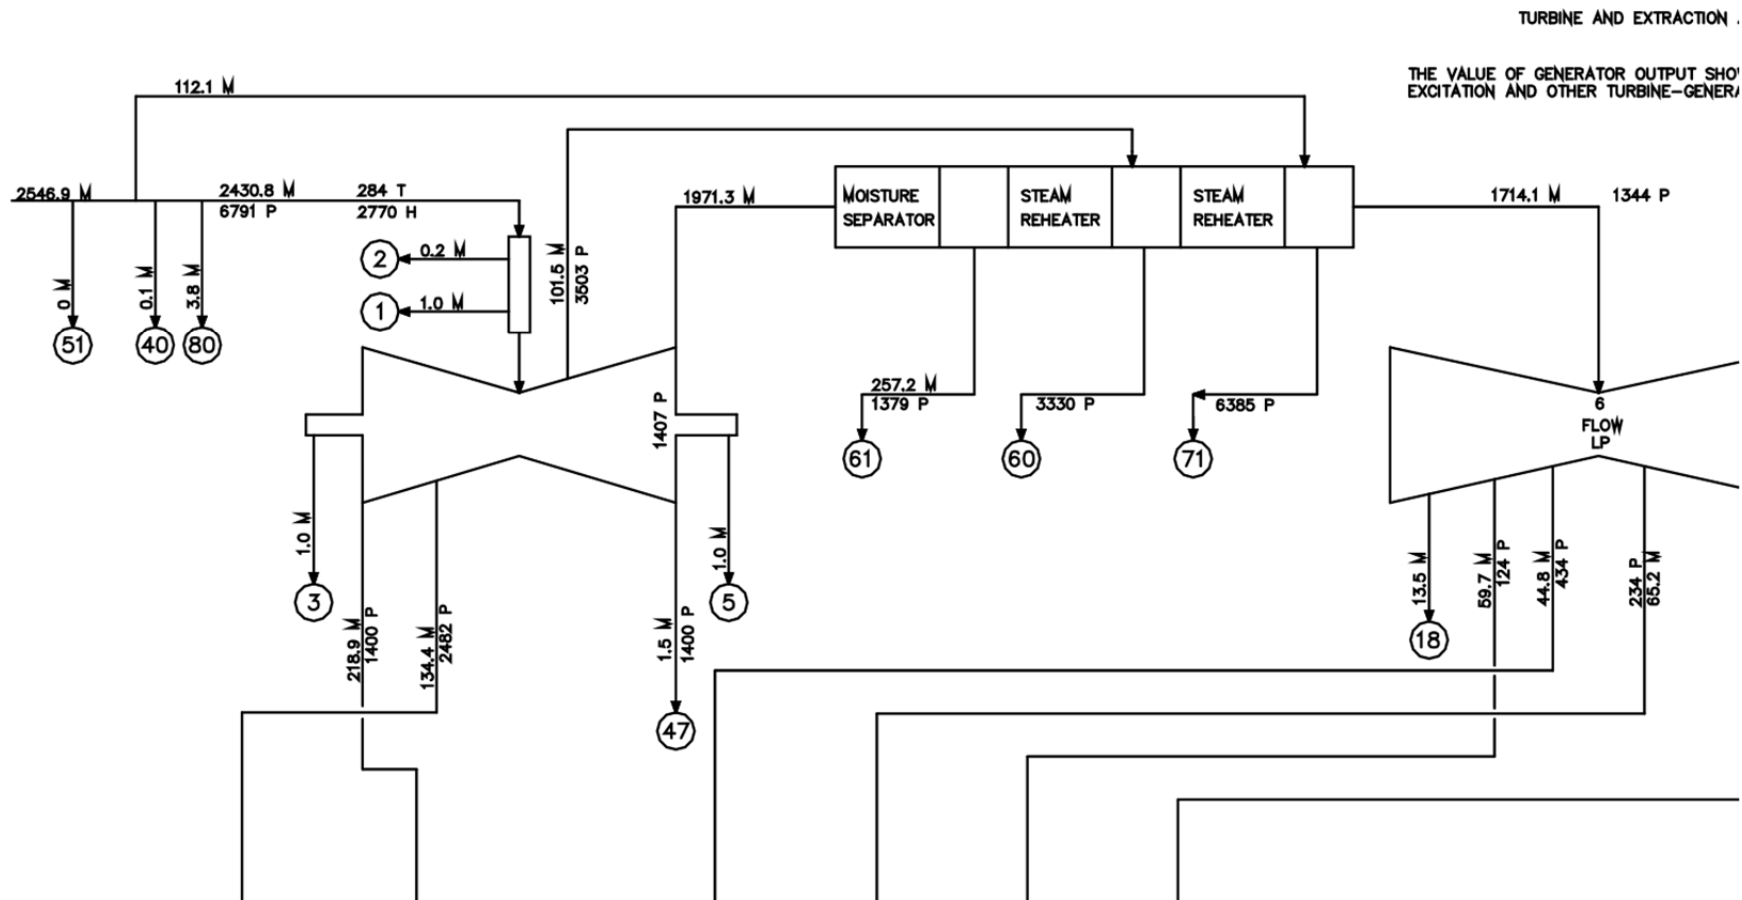 TURBINE AND EXTRACTION
THE VALUE OF GENERATOR OUTPUT SHO
EXCITATION AND OTHER TURBINE-GENERA
112.1 M
2546.9 M
2430.8 M
6791 P
284 T
2770 H
0 M
0.1 M
3.8 M
51
40
80
0.2 M
2
1.0 M
1
101.5 M
3503 P
1971.3 M
MOISTURE
SEPARATOR
STEAM
REHEATER
STEAM
REHEATER
1714.1 M
1344 P
257.2 M
1379 P
61
3330 P
60
6385 P
71
1407 P
6
FLOW
LP
1.0 M
3
218.9 M
1400 P
134.4 M
2482 P
1.5 M
1400 P
47
1.0 M
5
13.5 M
18
59.7 M
124 P
44.8 M
434 P
234 P
65.2 M